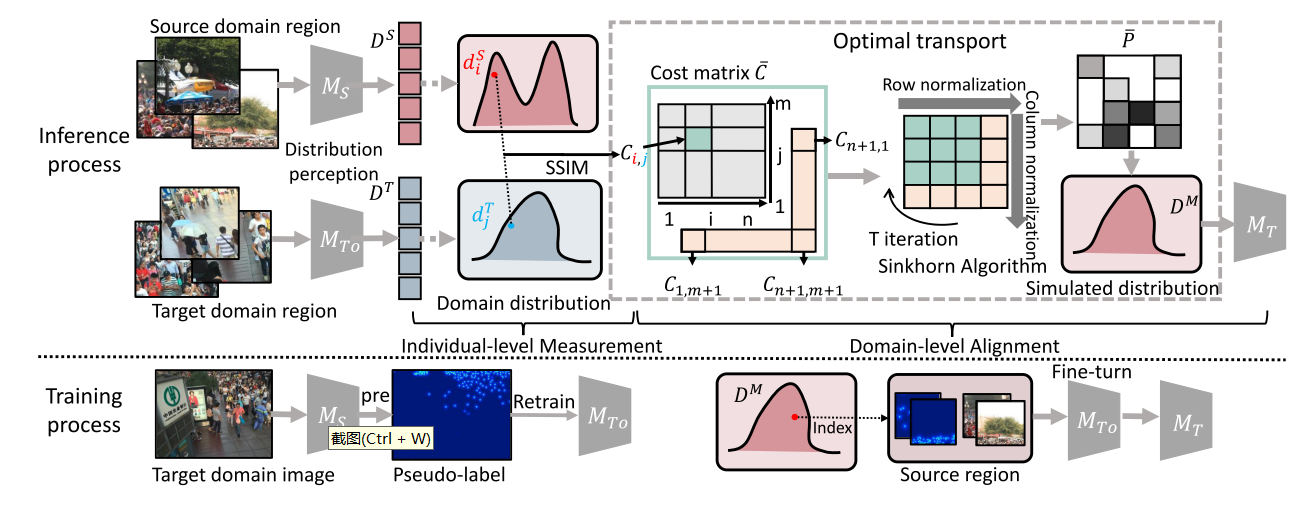 Source domain region
Inference process
M_S
D^S
d_i^S
Distribution perception
D^T
d_j^T
M_{To}
Target domain region
Domain distribution
SSIM
C_{i,j}
Optimal transport
Cost matrix C̄
m
j
1
1 i n
C_{n+1,1}
C_{1,m+1}
C_{n+1,m+1}
Row normalization
Column normalization
T iteration
Sinkhorn Algorithm
P̄
D^M
Simulated distribution
M_T
Individual-level Measurement
Domain-level Alignment
Training process
M_S
pre
截图(Ctrl + W)
Retrain
M_{To}
Target domain image
Pseudo-label
D^M
Index
Source region
Fine-turn
M_{To}
M_T